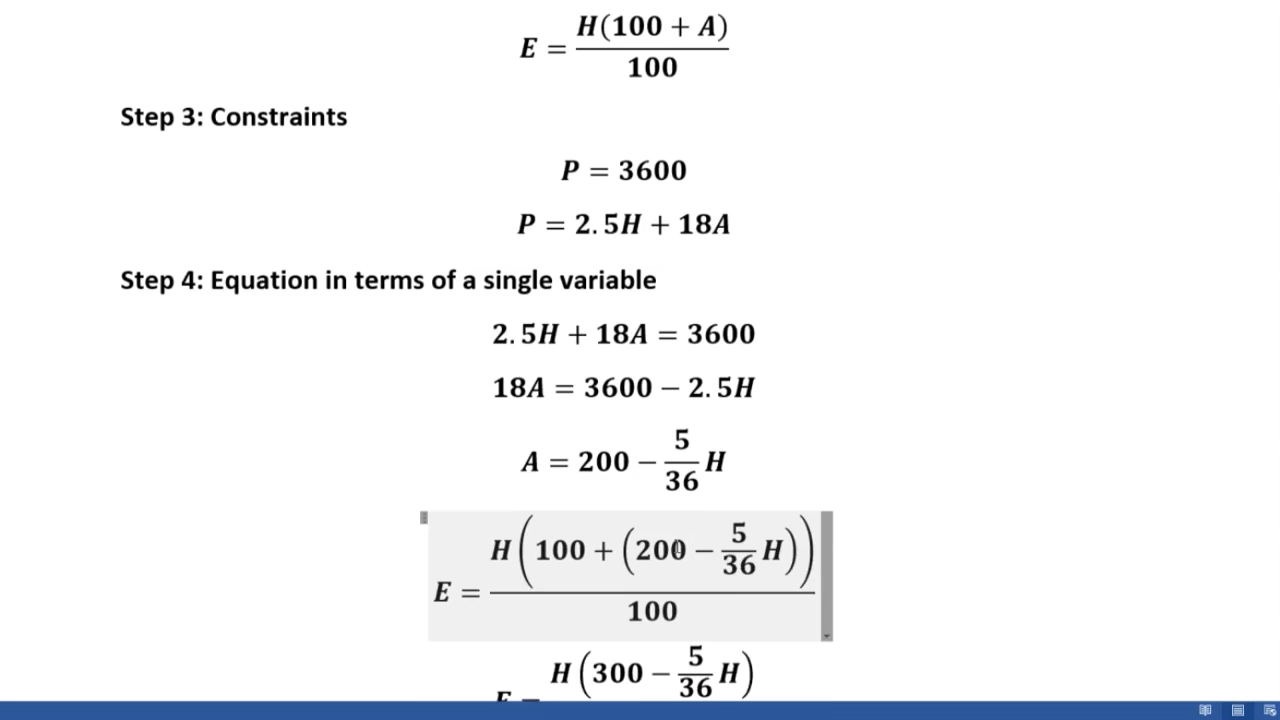 E = H(100 + A) / 100
Step 3: Constraints
P = 3600
P = 2.5H + 18A
Step 4: Equation in terms of a single variable
2.5H + 18A = 3600
18A = 3600 − 2.5H
A = 200 − 5/36 H
E = H(100 + (200 − 5/36 H)) / 100
H(300 − 5/36 H)